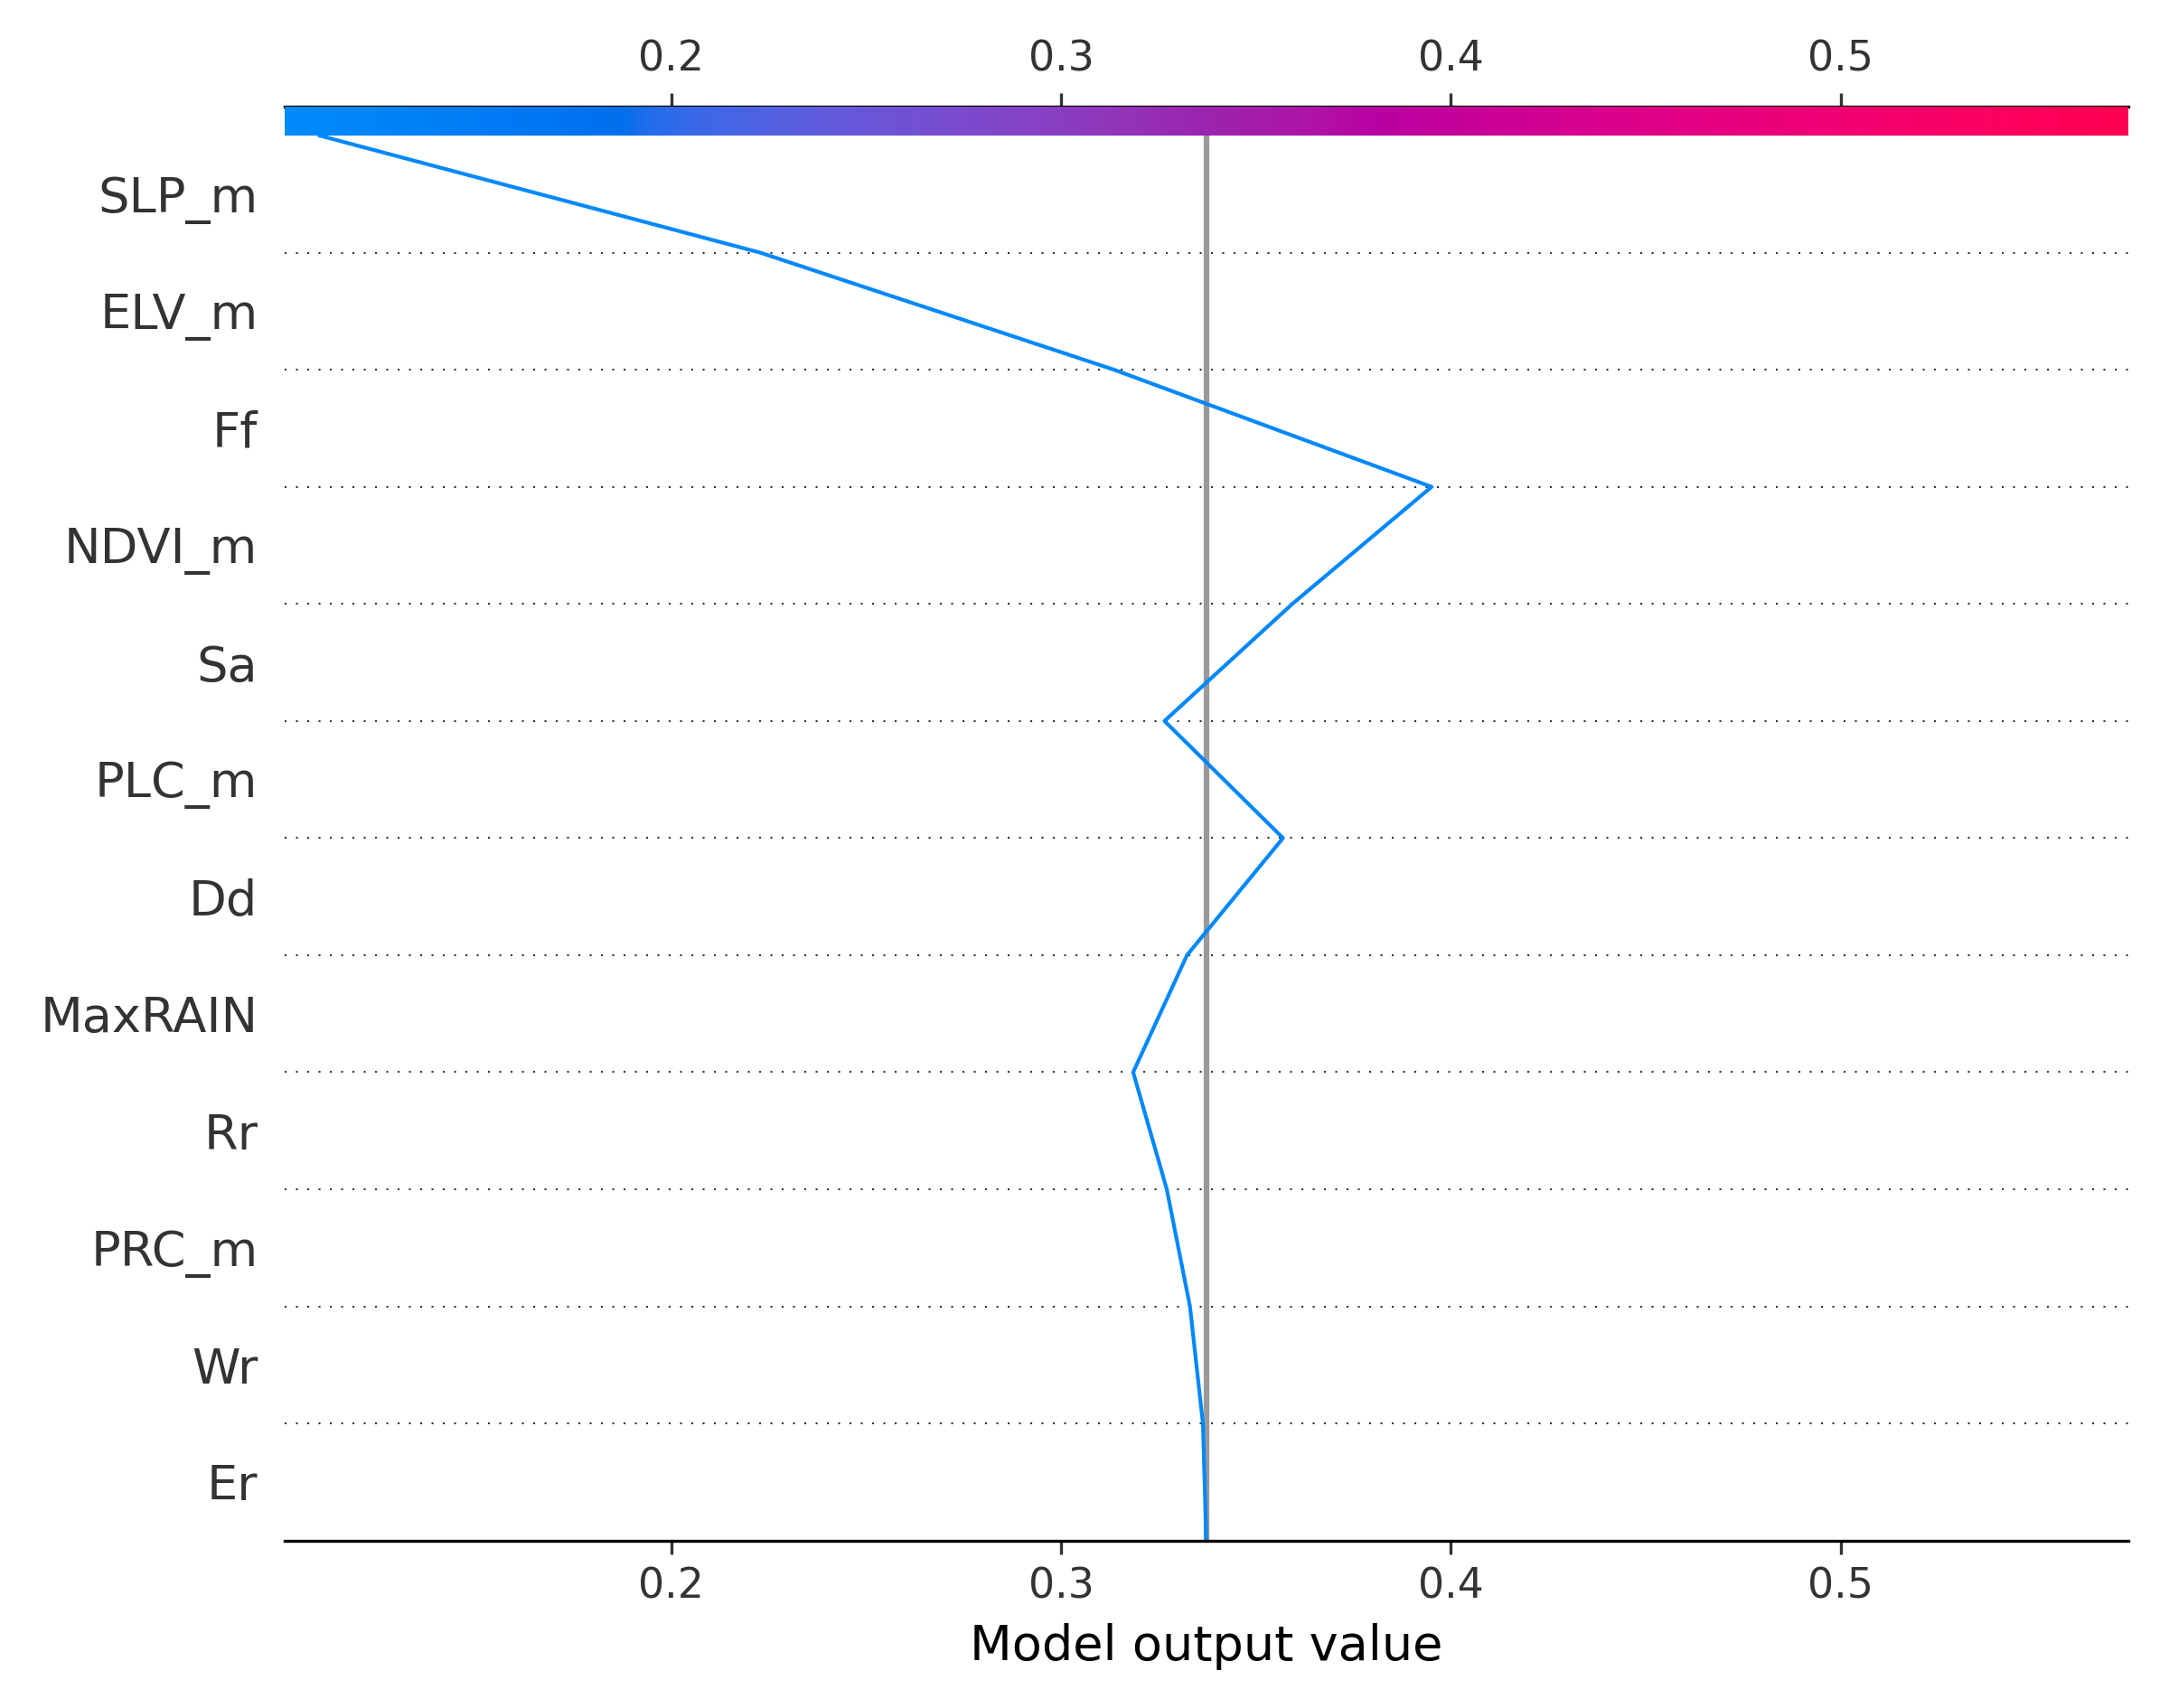 0.2 0.3 0.4 0.5
SLP_m
ELV_m
Ff
NDVI_m
Sa
PLC_m
Dd
MaxRAIN
Rr
PRC_m
Wr
Er
0.2 0.3 0.4 0.5
Model output value